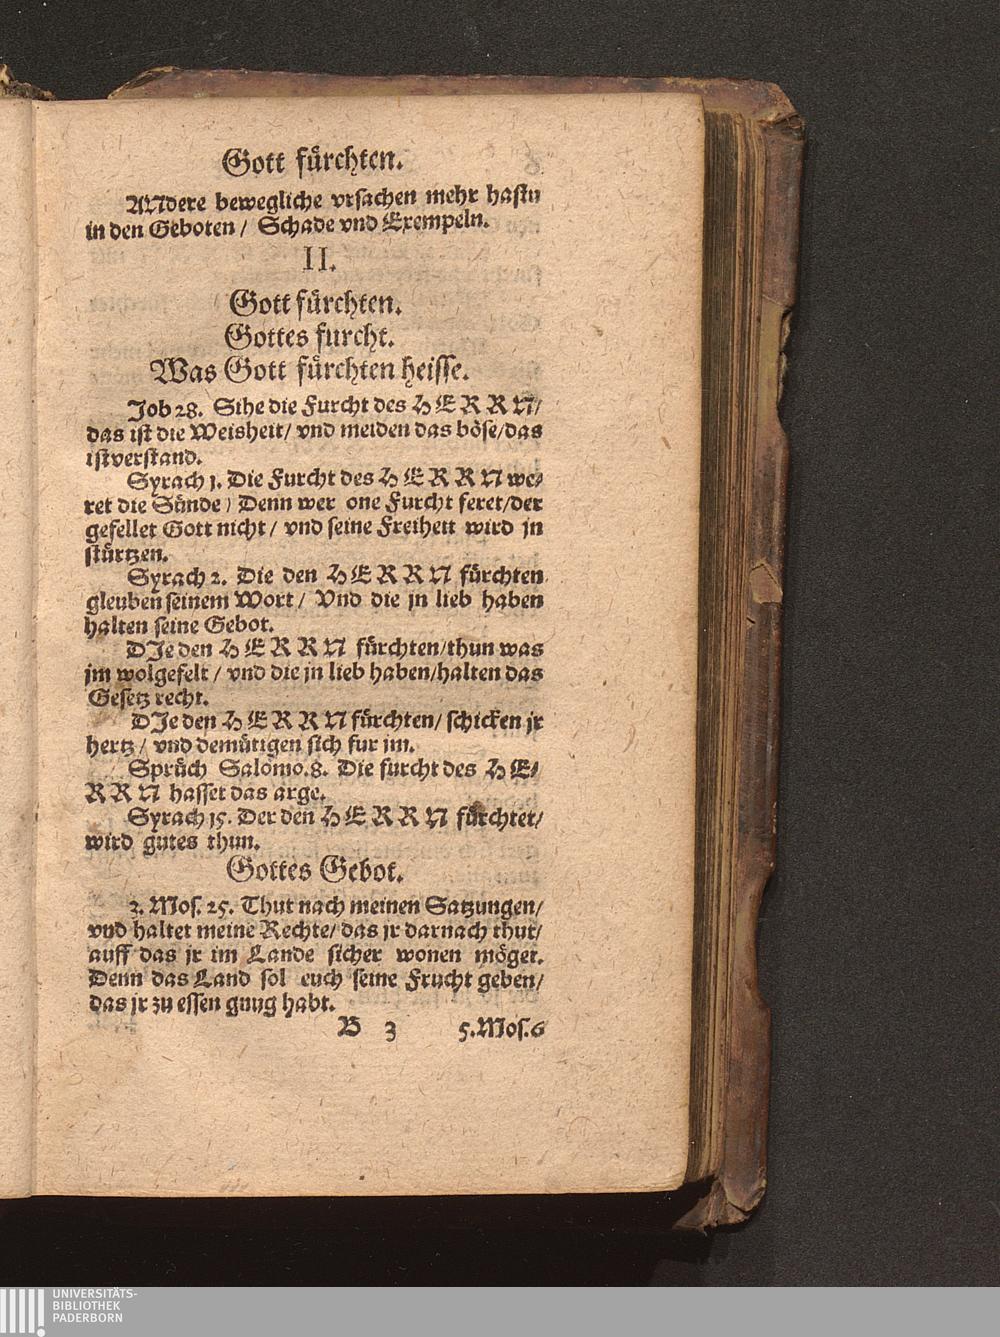 Gott fürchten.
ANdere bewegliche vrsachen mehr hastu
in den Geboten / Schade vnd Exempeln.
II.
Gott fürchten.
Gottes furcht.
Was Gott fürchten heisse.
Job 28. Sihe die Furcht des HERRN/
das ist die Weisheit/ vnd meiden das böse/das
ist verstand.
Syrach 1. Die Furcht des HERRN we-
ret die Sünde / Denn wer one Furcht feret/der
gefellet Gott nicht / vnd seine Freiheit wird jn
stürtzen.
Syrach 2. Die den HERRN fürchten
gleuben seinem Wort / Vnd die jn lieb haben
halten seine Gebot.
DJe den HERRN fürchten/thun was
jm wolgefelt / vnd die jn lieb haben/halten das
Gesetz recht.
DJe den HERRN fürchten/ schicken jr
hertz / vnd demütigen sich fur jm.
Sprüch Salomo.8. Die furcht des HE-
RRN hasset das arge.
Syrach 15. Der den HERRN fürchtet/
wird gutes thun.
Gottes Gebot.
3. Mos. 25. Thut nach meinen Satzungen/
vnd haltet meine Rechte/ das jr darnach thut/
auff das jr im Lande sicher wonen möget.
Denn das Land sol euch seine Frucht geben/
das jr zu essen gnug habt.
B 3 5.Mos.6
UNIVERSITÄTS-
BIBLIOTHEK
PADERBORN